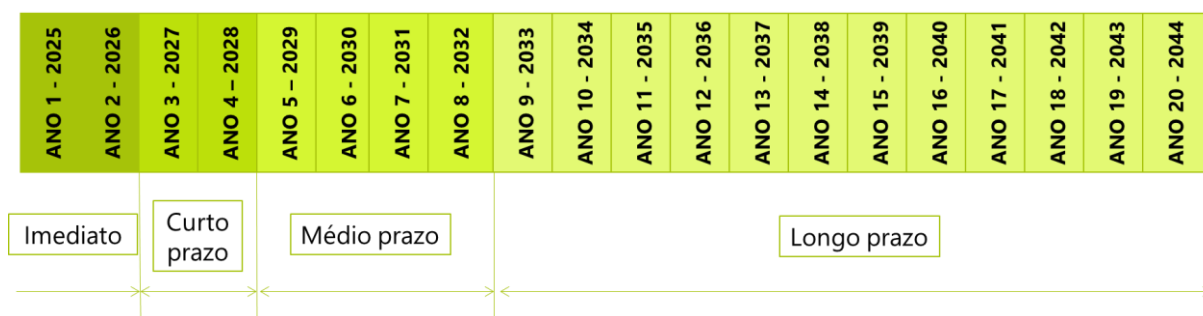 ANO 1 - 2025
ANO 2 - 2026
ANO 3 - 2027
ANO 4 – 2028
ANO 5 – 2029
ANO 6 - 2030
ANO 7 - 2031
ANO 8 - 2032
ANO 9 - 2033
ANO 10 - 2034
ANO 11 - 2035
ANO 12 - 2036
ANO 13 - 2037
ANO 14 - 2038
ANO 15 - 2039
ANO 16 - 2040
ANO 17 - 2041
ANO 18 - 2042
ANO 19 - 2043
ANO 20 - 2044
Imediato
Curto
prazo
Médio prazo
Longo prazo